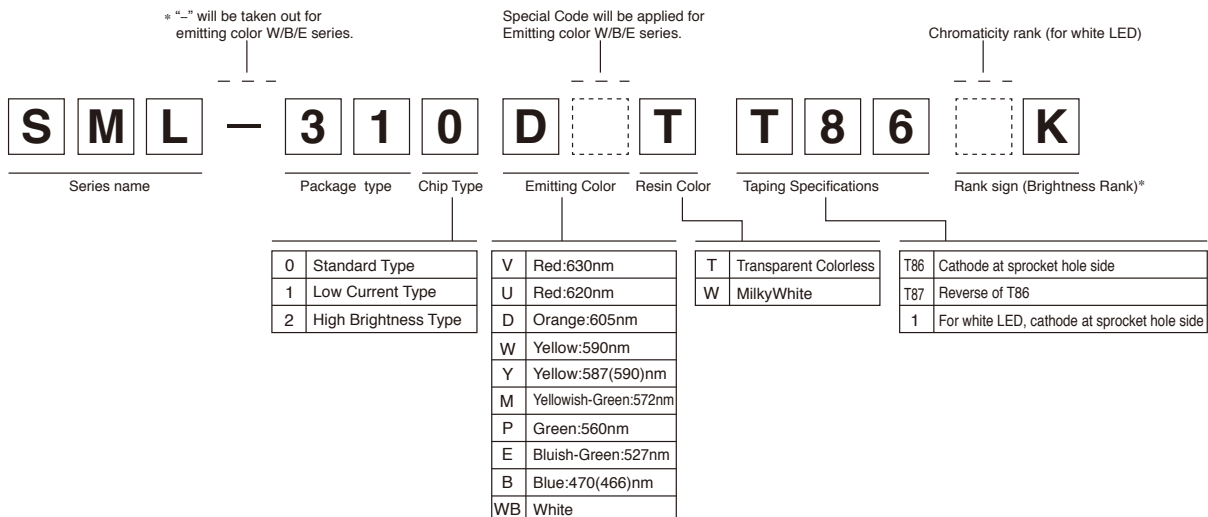 * “–” will be taken out for
emitting color W/B/E series.
Special Code will be applied for
Emitting color W/B/E series.
Chromaticity rank (for white LED)
S M L – 3 1 0 D T T 8 6 K
Series name
Package type
Chip Type
Emitting Color
Resin Color
Taping Specifications
Rank sign (Brightness Rank)*
0 Standard Type
1 Low Current Type
2 High Brightness Type
V Red:630nm
U Red:620nm
D Orange:605nm
W Yellow:590nm
Y Yellow:587(590)nm
M Yellowish-Green:572nm
P Green:560nm
E Bluish-Green:527nm
B Blue:470(466)nm
WB White
T Transparent Colorless
W MilkyWhite
T86 Cathode at sprocket hole side
T87 Reverse of T86
1 For white LED, cathode at sprocket hole side